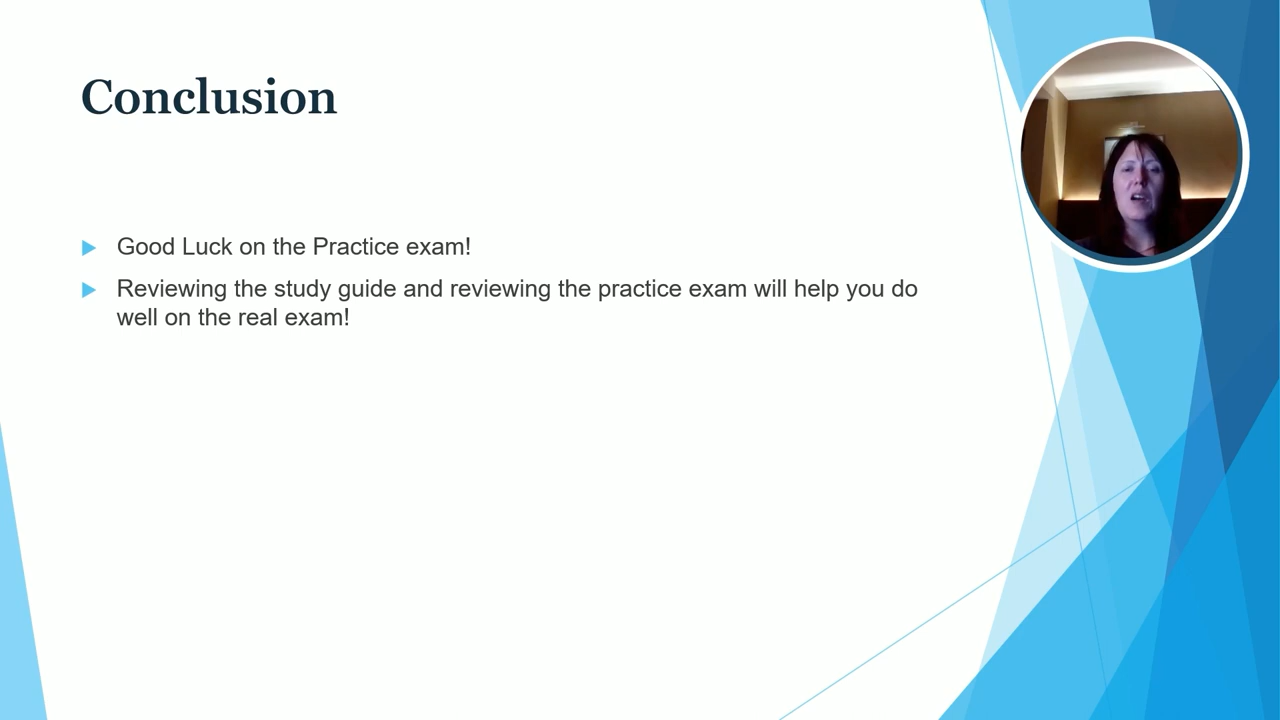 Conclusion
Good Luck on the Practice exam!
Reviewing the study guide and reviewing the practice exam will help you do
well on the real exam!